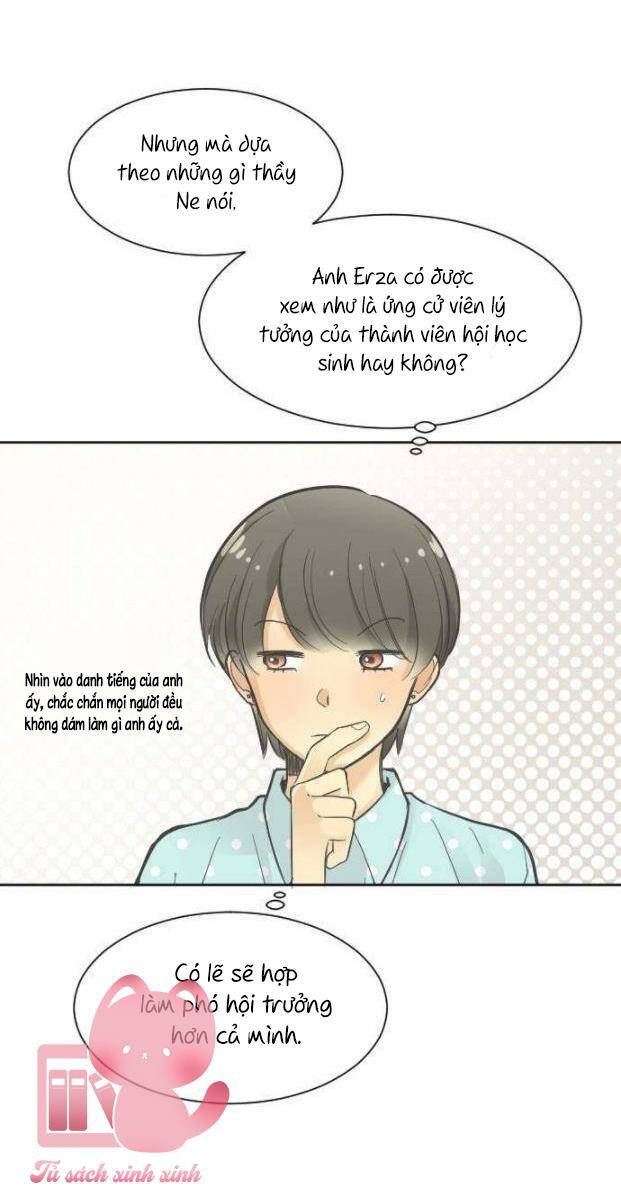 Nhưng mà dựa
theo những gì thầy
Ne nói,
Anh Erza có được
xem như là ứng cử viên lý
tưởng của thành viên hội học
sinh hay không?
Nhìn vào danh tiếng của anh
ấy, chắc chắn mọi người đều
không dám làm gì anh ấy cả.
Có lẽ sẽ hợp
làm phó hội trưởng
hơn cả mình.
Tủ sách xinh xinh